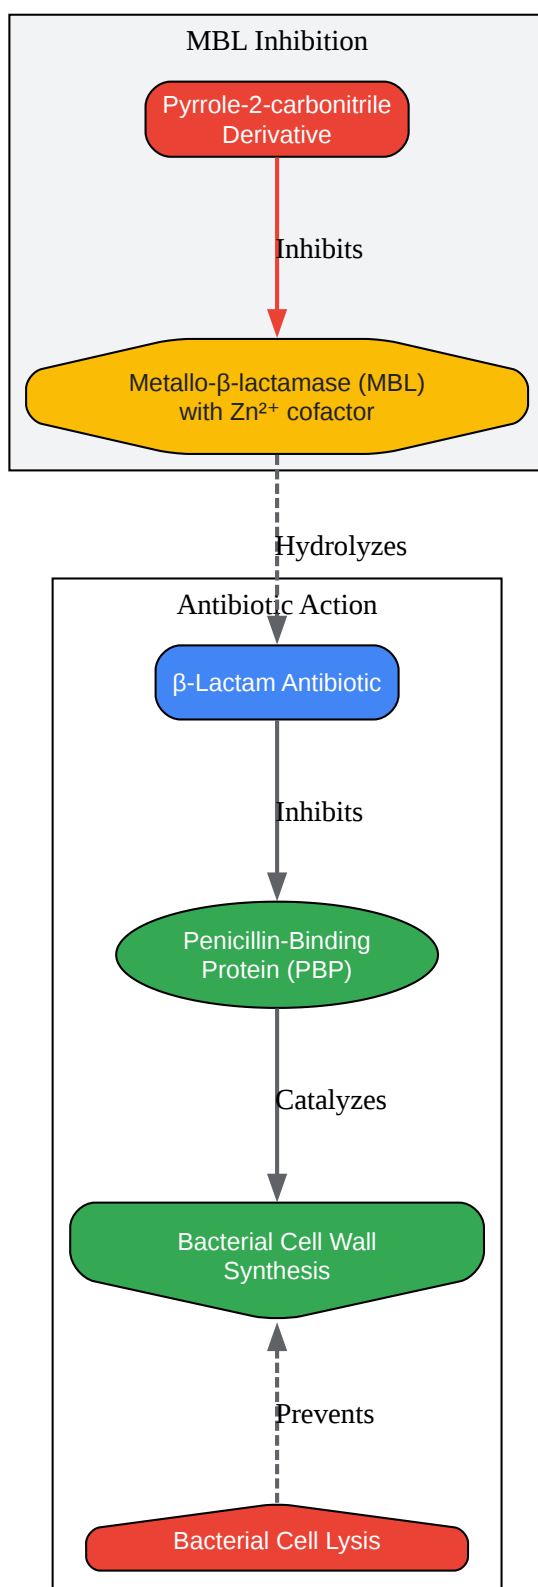 MBL Inhibition
Pyrrole-2-carbonitrile
Derivative
Inhibits
Metallo-β-lactamase (MBL)
with Zn²⁺ cofactor
Hydrolyzes
Antibiotic Action
β-Lactam Antibiotic
Inhibits
Penicillin-Binding
Protein (PBP)
Catalyzes
Bacterial Cell Wall
Synthesis
Prevents
Bacterial Cell Lysis